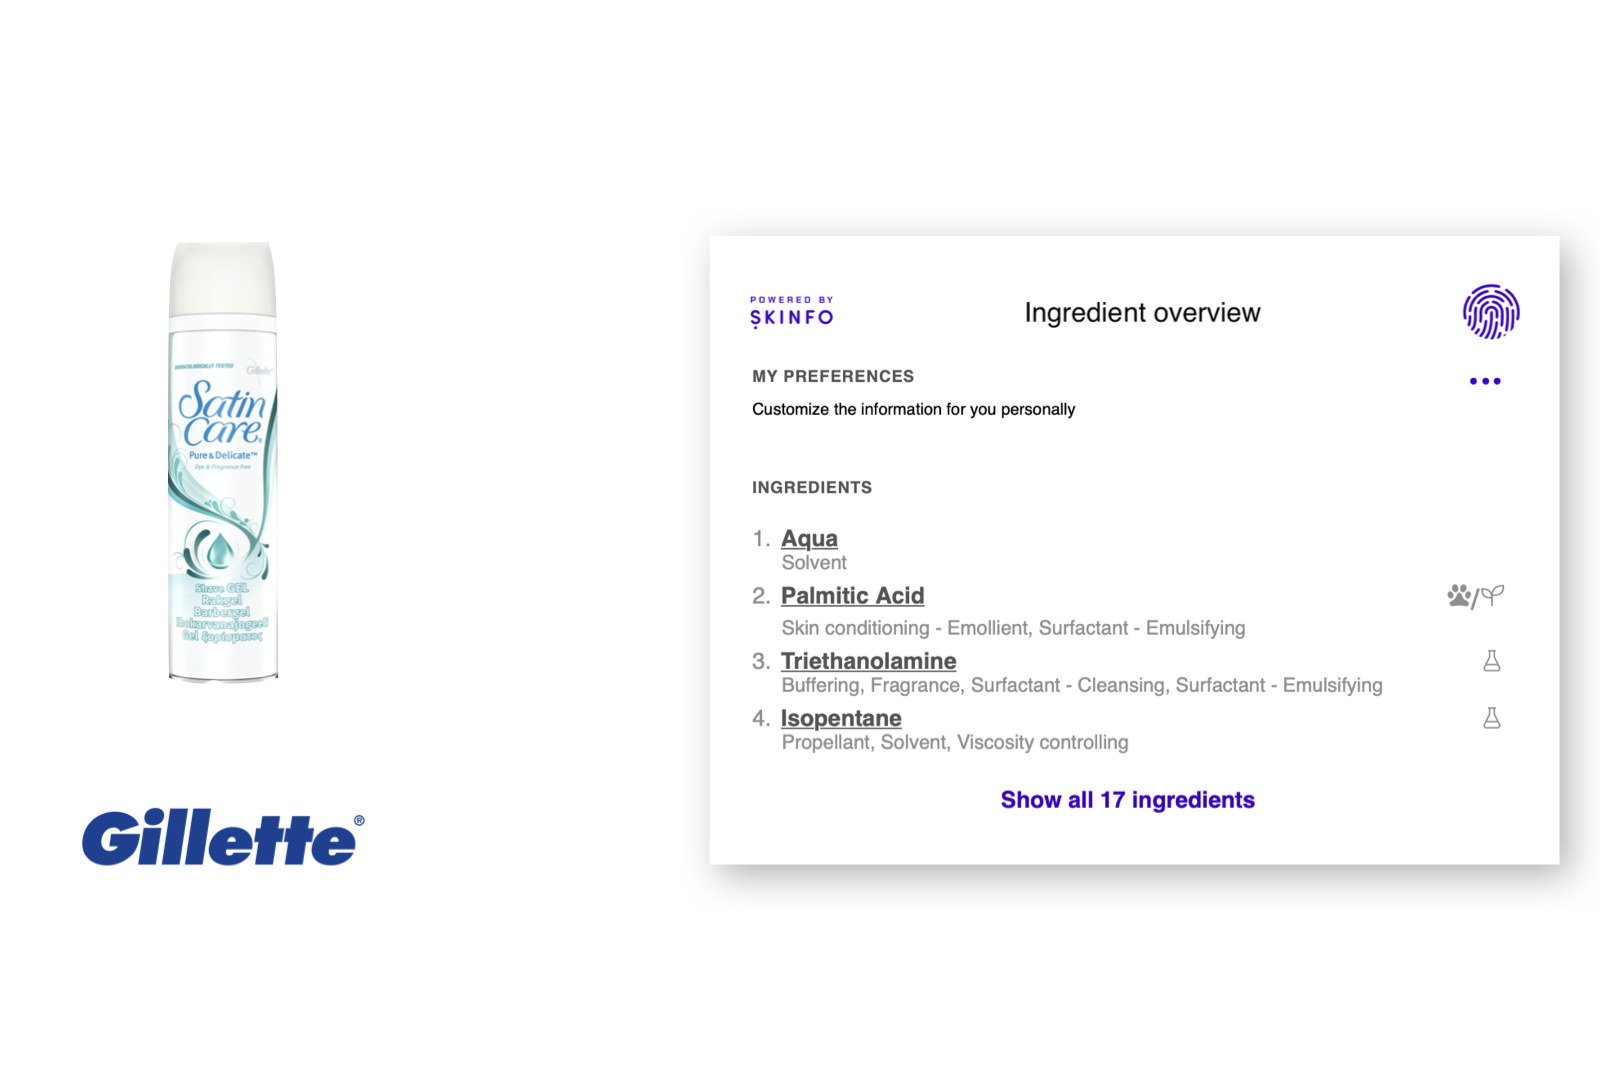 DERMATOLOGICALLY TESTED
Gillette
Satin
Care®
Pure & Delicate™
Dye & Fragrance Free
Shave GEL
Rakgel
Barbergel
Ihokarvanajogeeli
Gel ξυρίσματος
Gillette®
POWERED BY
SKINFO
Ingredient overview
MY PREFERENCES
Customize the information for you personally
INGREDIENTS
1. Aqua
Solvent
2. Palmitic Acid
Skin conditioning - Emollient, Surfactant - Emulsifying
3. Triethanolamine
Buffering, Fragrance, Surfactant - Cleansing, Surfactant - Emulsifying
4. Isopentane
Propellant, Solvent, Viscosity controlling
Show all 17 ingredients